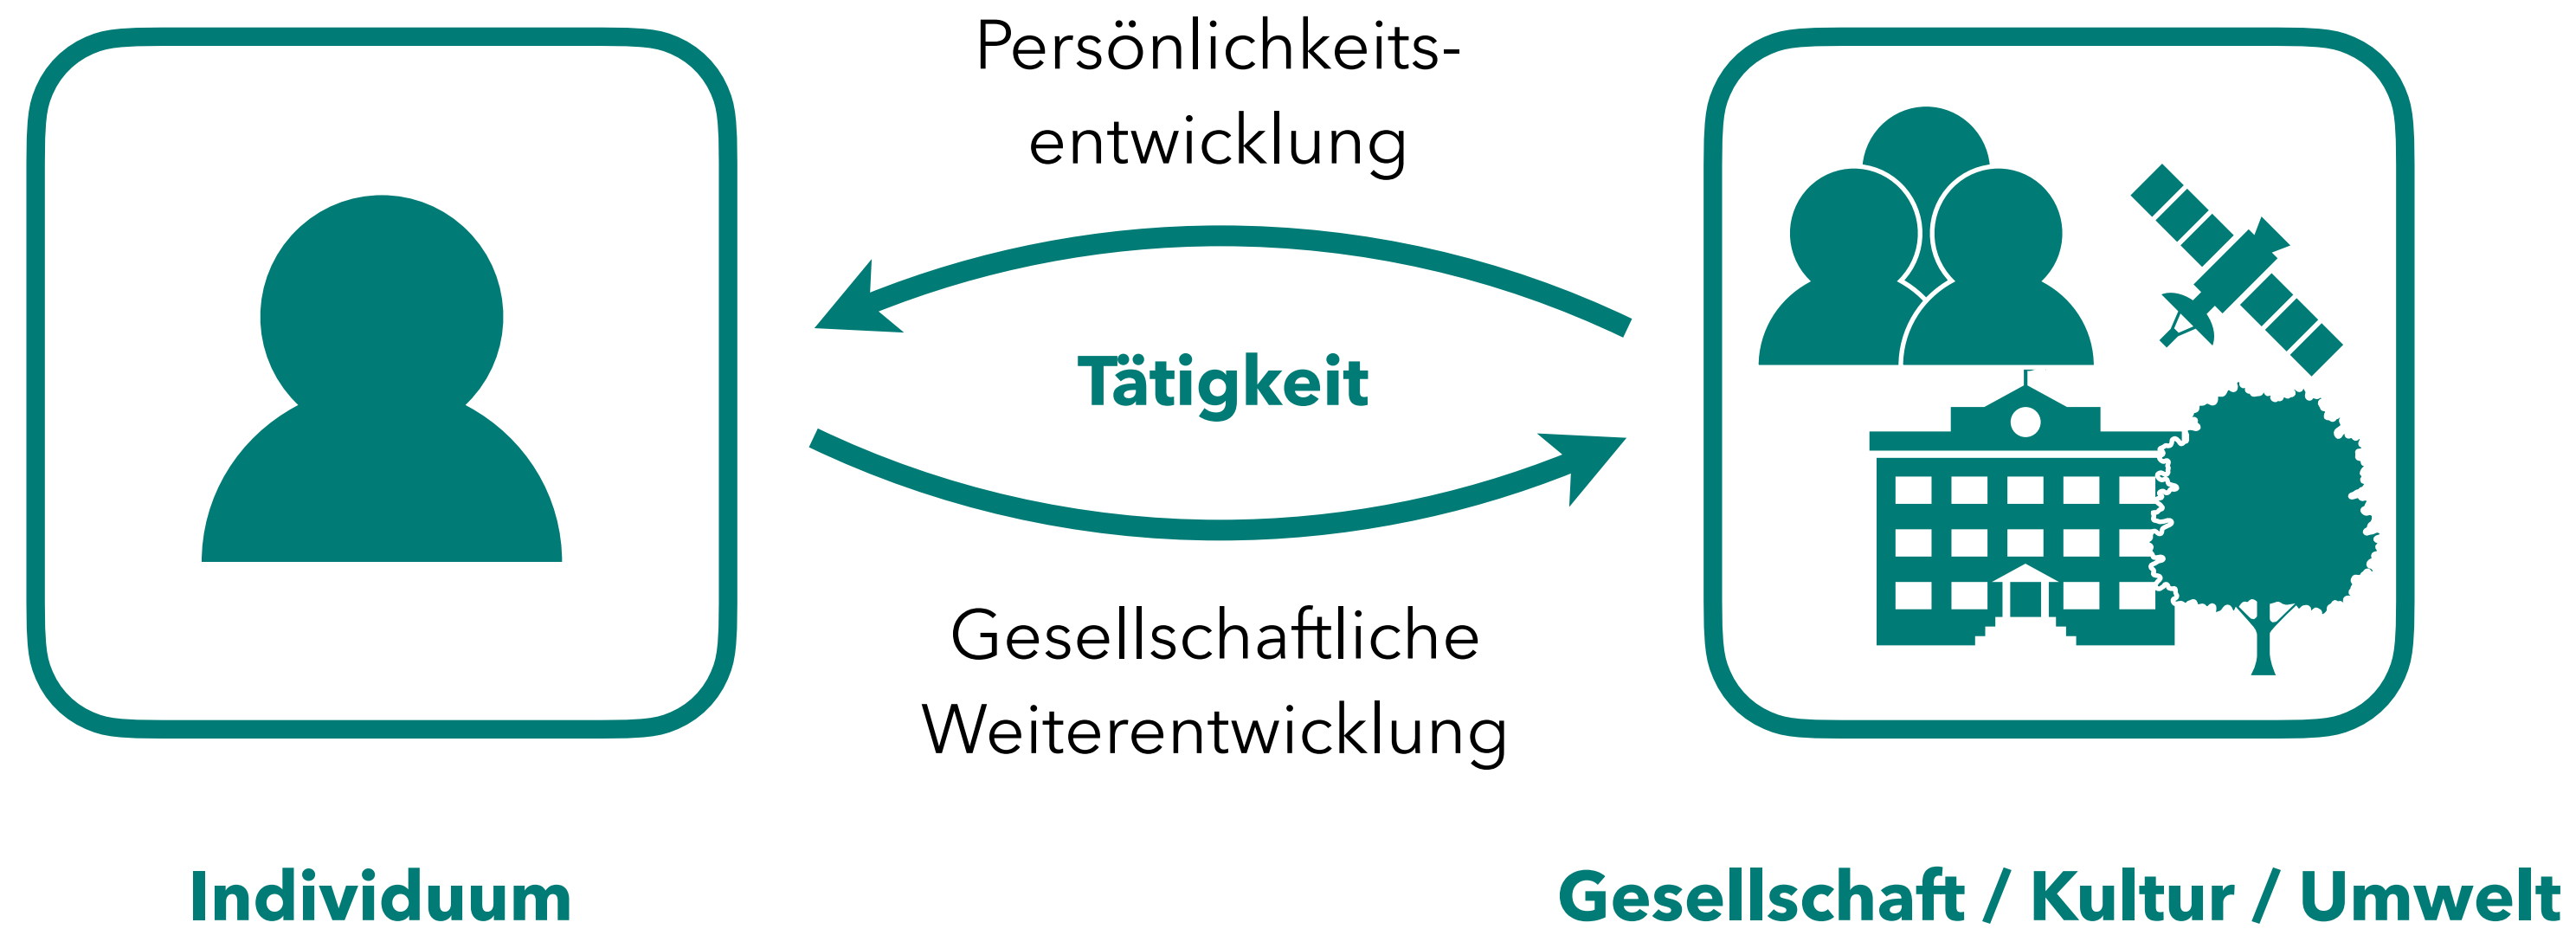 Persönlichkeits-
entwicklung
Tätigkeit
Gesellschaftliche
Weiterentwicklung
Individuum
Gesellschaft / Kultur / Umwelt